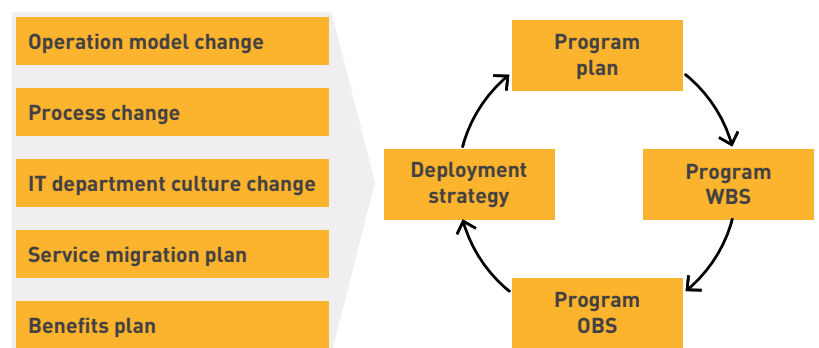 Operation model change
Process change
IT department culture change
Service migration plan
Benefits plan
Program
plan
Deployment
strategy
Program
WBS
Program
OBS